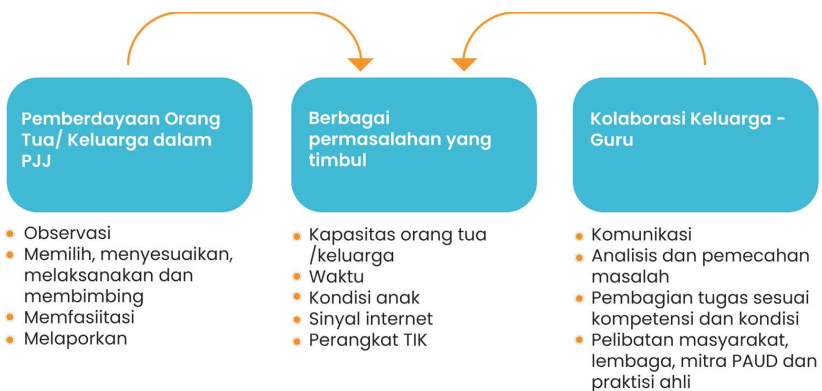 Pemberdayaan Orang
Tua/ Keluarga dalam
PJJ
Observasi
Memilih, menyesuaikan,
melaksanakan dan
membimbing
Memfasiitasi
Melaporkan
Berbagai
permasalahan yang
timbul
Kapasitas orang tua
/keluarga
Waktu
Kondisi anak
Sinyal internet
Perangkat TIK
Kolaborasi Keluarga -
Guru
Komunikasi
Analisis dan pemecahan
masalah
Pembagian tugas sesuai
kompetensi dan kondisi
Pelibatan masyarakat,
lembaga, mitra PAUD dan
praktisi ahli